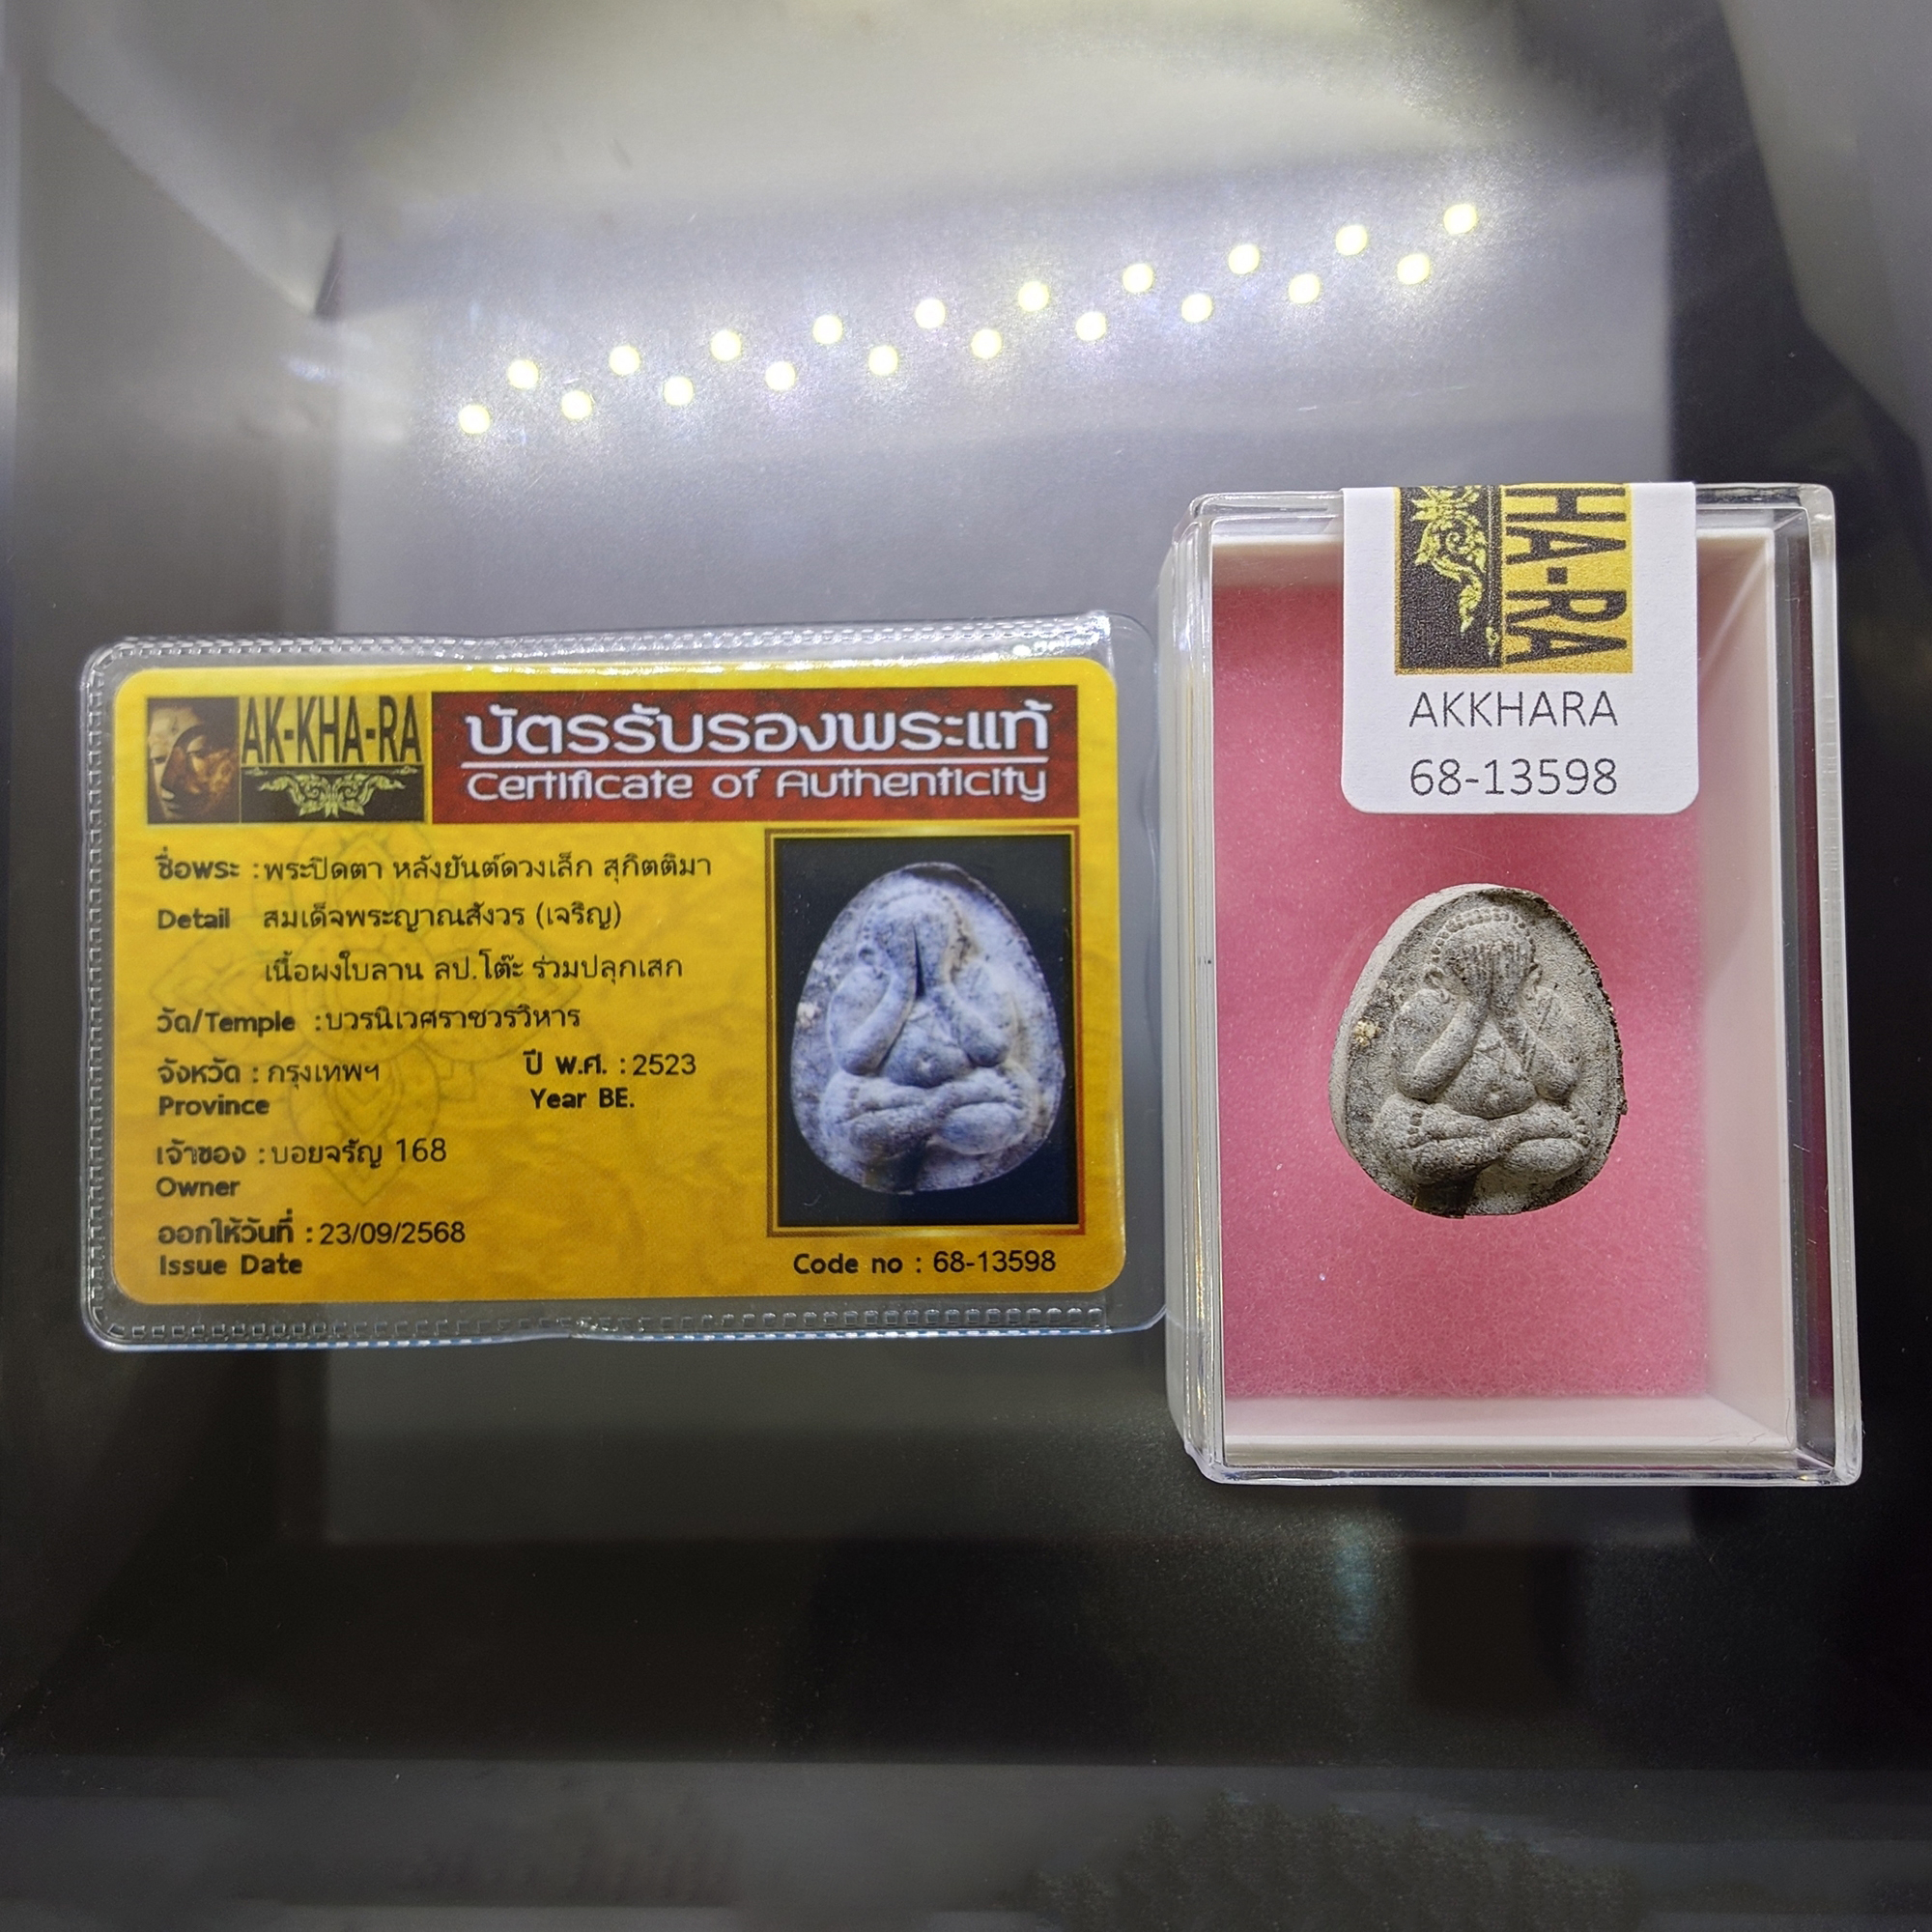 AK-KHA-RA
บัตรรับรองพระแท้
Certificate of Authenticity
ชื่อพระ : พระปิดตา หลังยันต์ดวงเล็ก สุกิตติมา
Detail สมเด็จพระญาณสังวร (เจริญ)
เนื้อผงใบลาน ลป.โต๊ะ ร่วมปลุกเสก
วัด/Temple : บวรนิเวศราชวรวิหาร
จังหวัด : กรุงเทพฯ ปี พ.ศ. : 2523
Province Year BE.
เจ้าของ : บอยจรัญ 168
Owner
ออกให้วันที่ : 23/09/2568
Issue Date
Code no : 68-13598
HA-RA
AKKHARA
68-13598